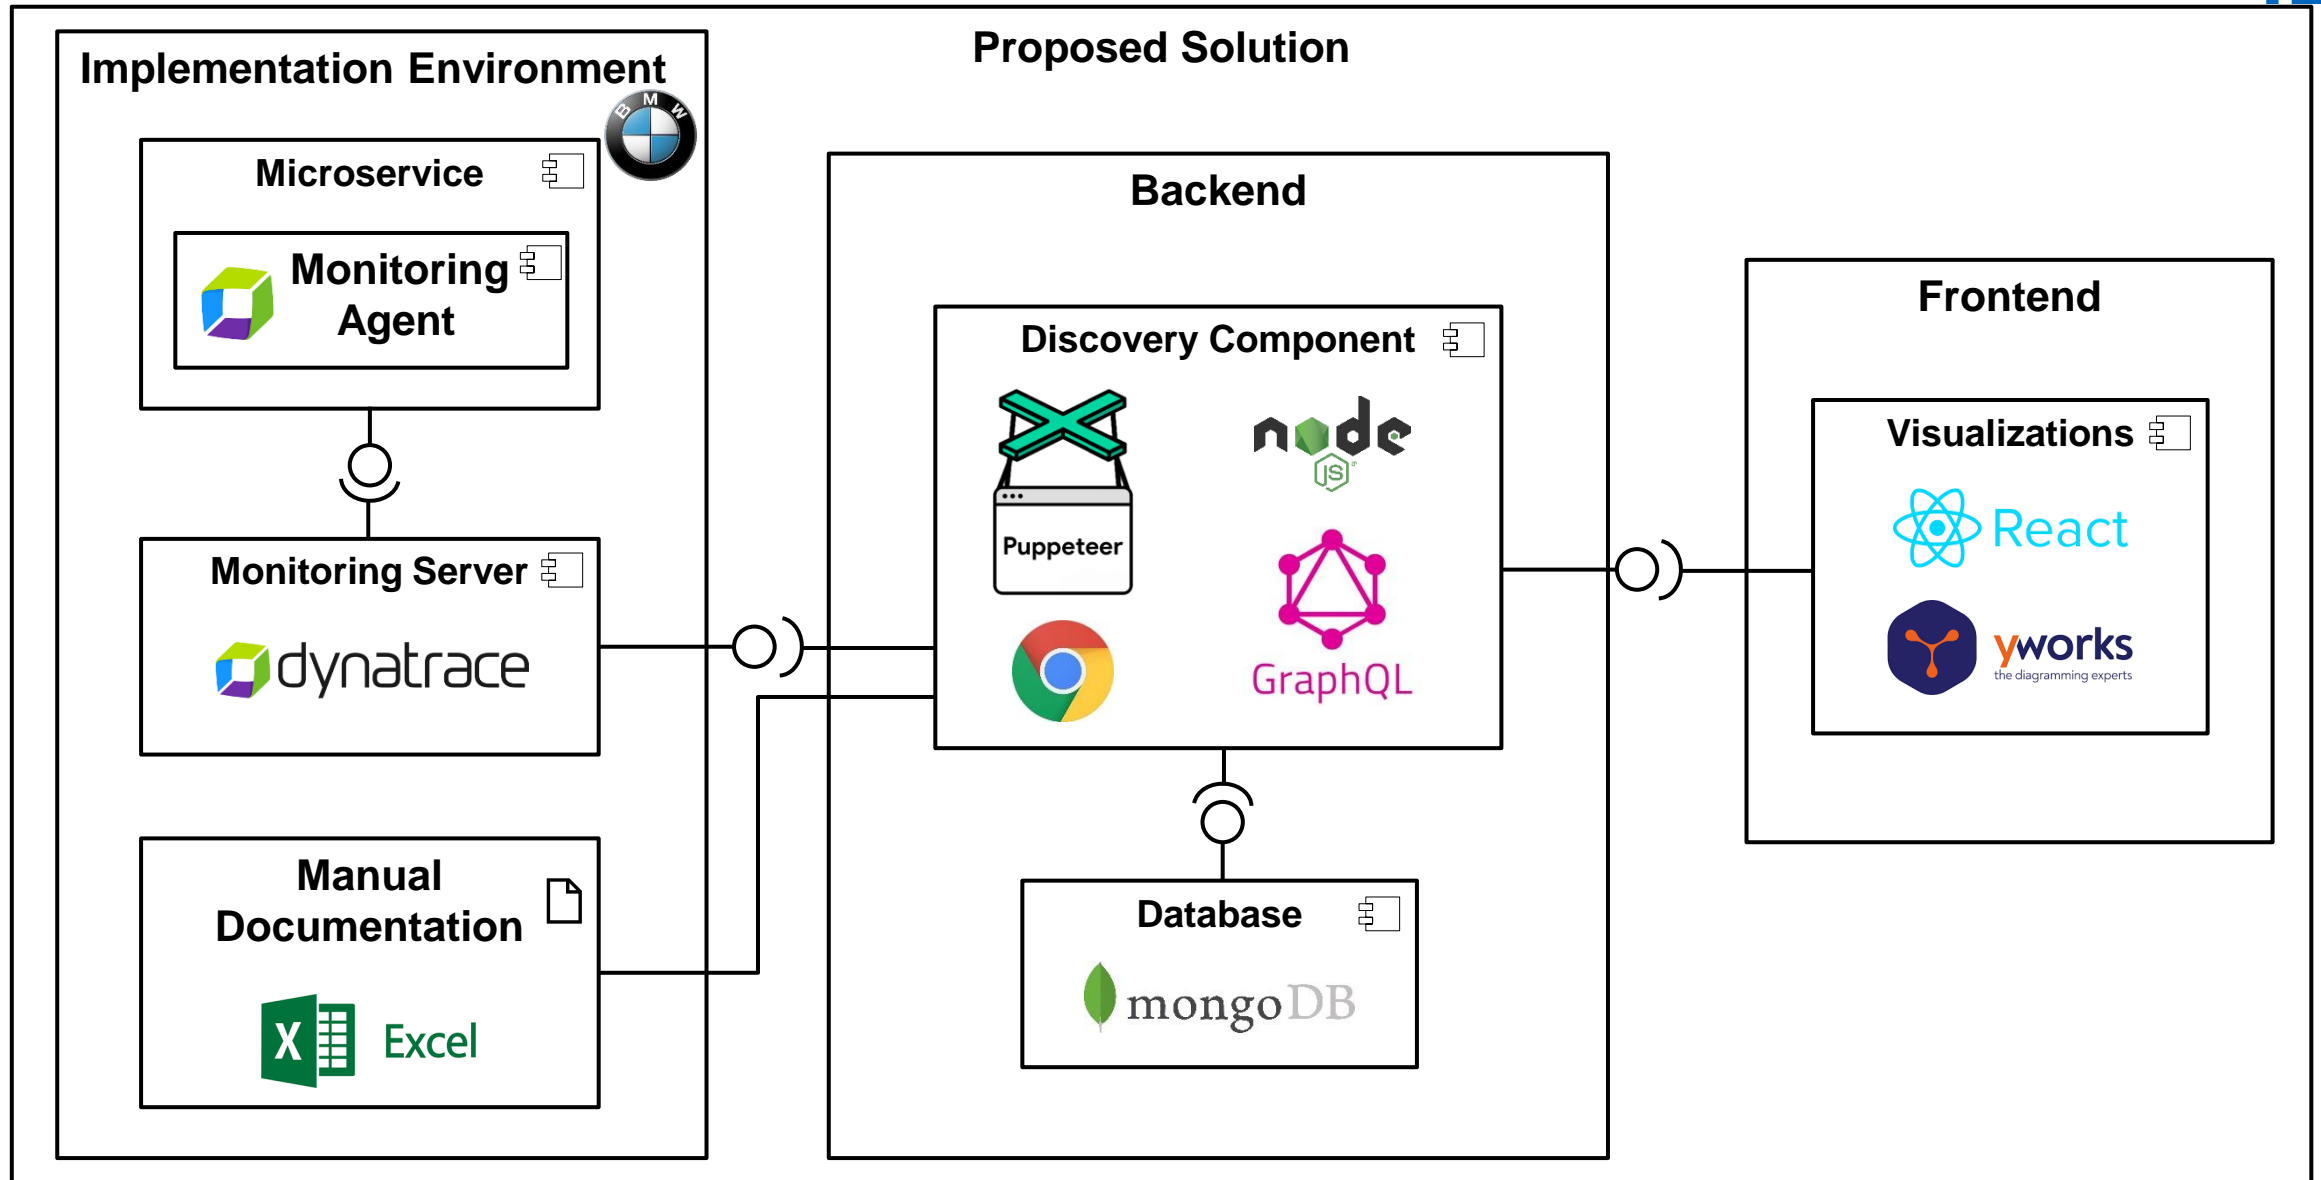 Proposed Solution
Implementation Environment
BMW
Microservice
Monitoring
Agent
Monitoring Server
dynatrace
Manual
Documentation
X
Excel
Backend
Discovery Component
Puppeteer
node
JS
GraphQL
Database
mongoDB
Frontend
Visualizations
React
yworks
the diagramming experts